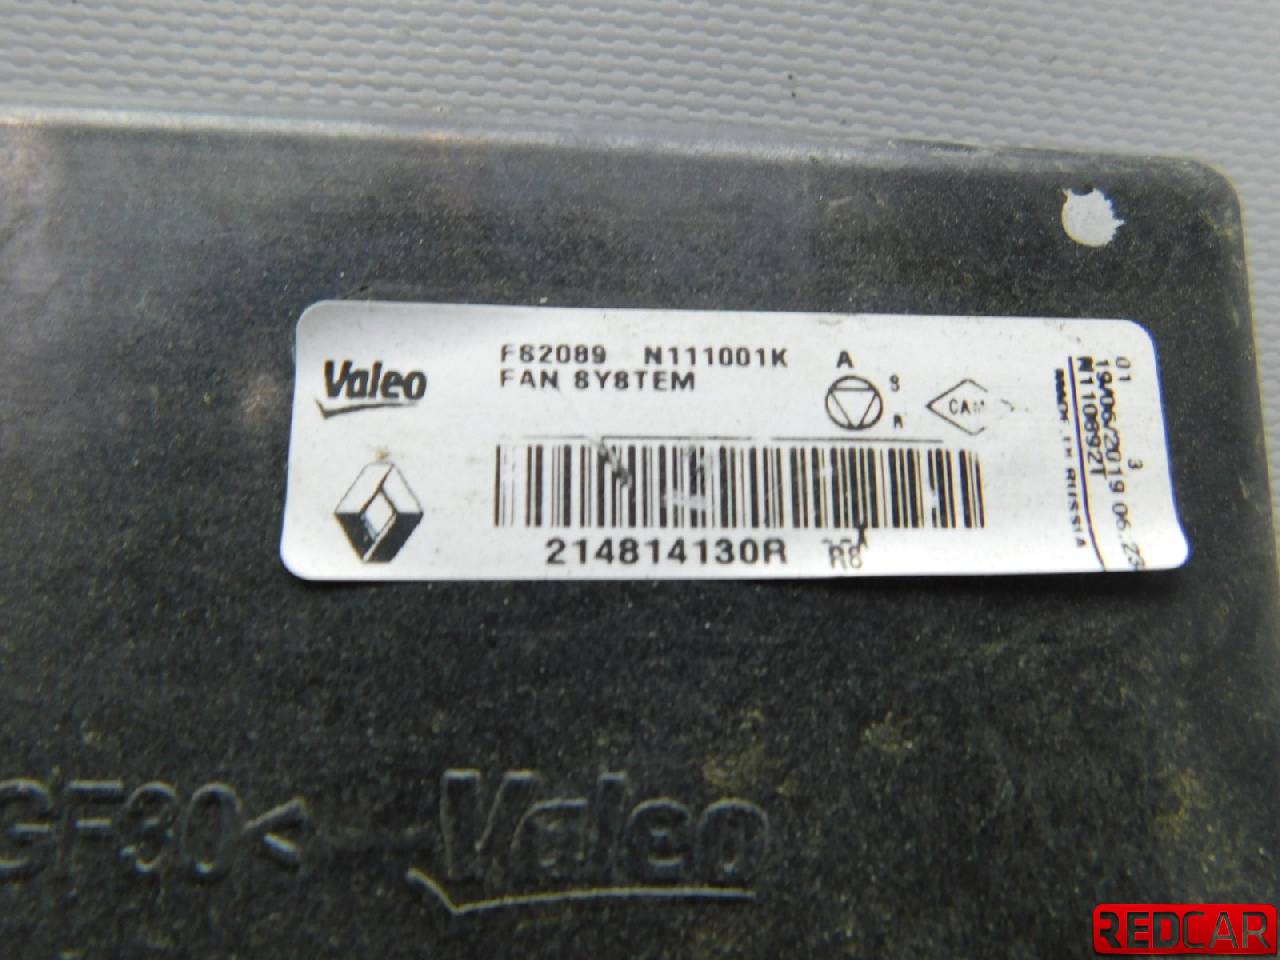 Valeo
F82089 N111001K
FAN SYSTEM
A
S
R
CAM
01 3
19/06/2019 06:28
N1108921
MADE IN RUSSIA
214814130R R8
GF30<
Valeo
REDCAR